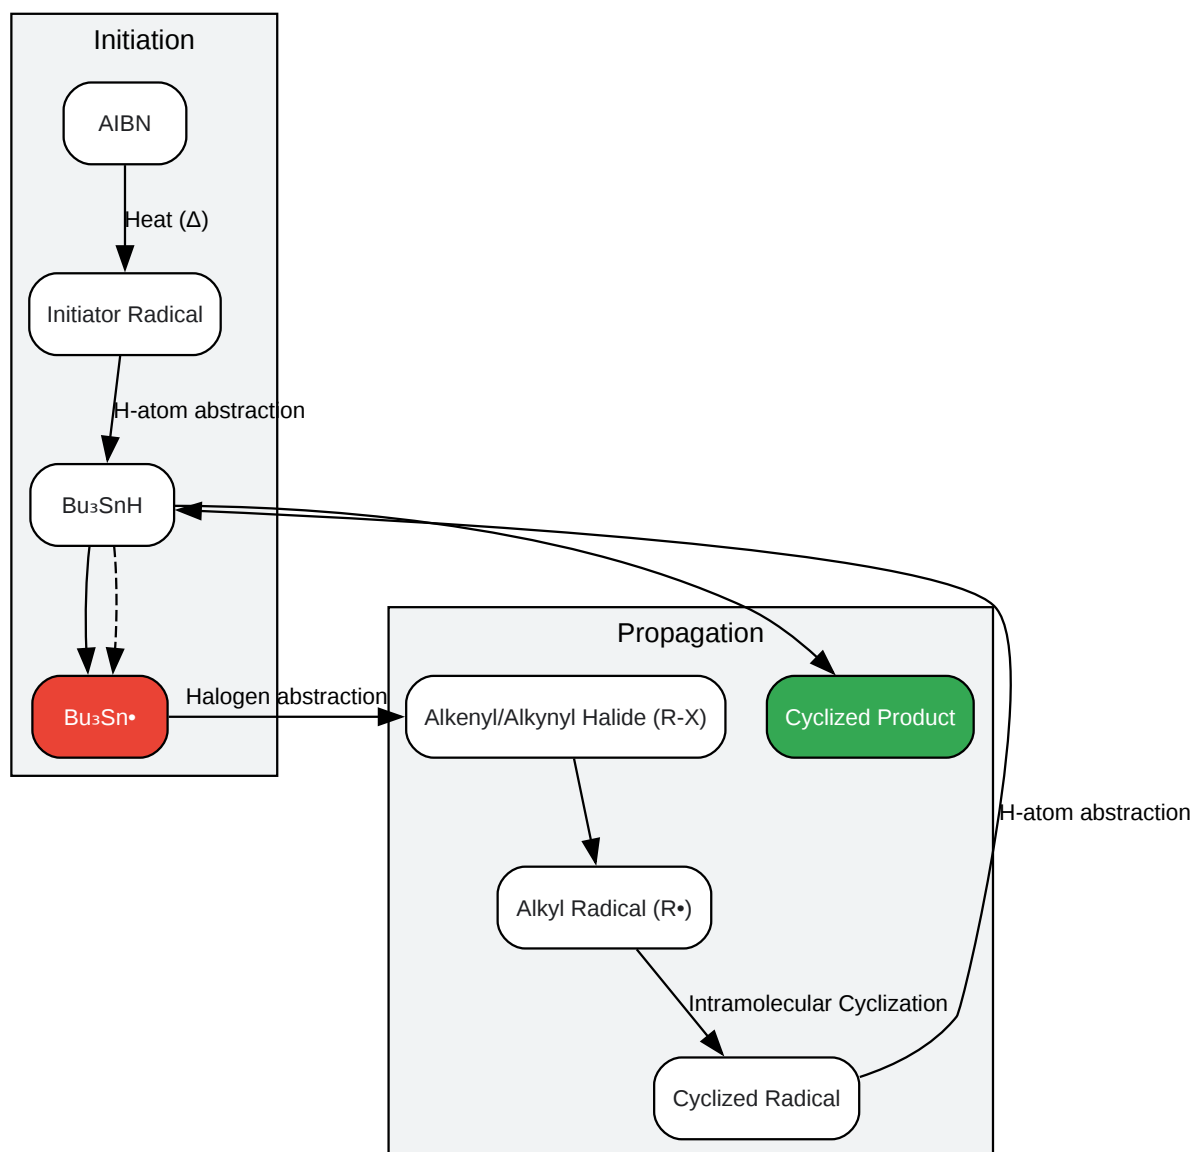 Initiation
AIBN
Heat (Δ)
Initiator Radical
H-atom abstraction
Bu₃SnH
Bu₃Sn•
Halogen abstraction
Propagation
Alkenyl/Alkynyl Halide (R-X)
Cyclized Product
H-atom abstraction
Alkyl Radical (R•)
Intramolecular Cyclization
Cyclized Radical